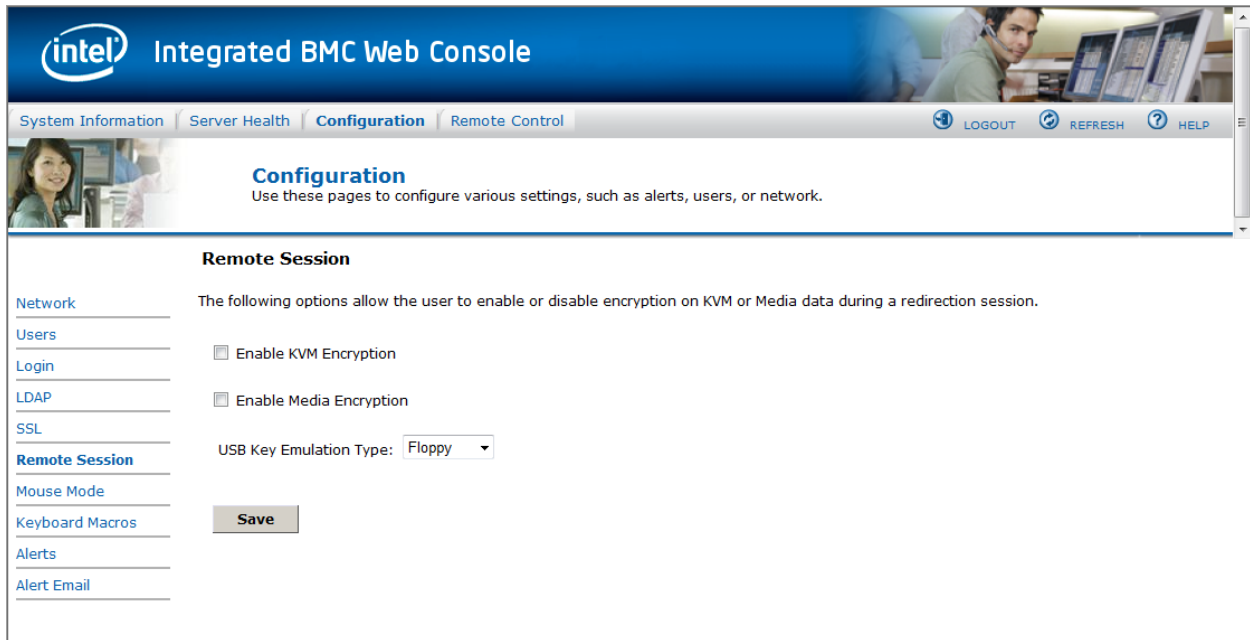 intel Integrated BMC Web Console
System Information Server Health Configuration Remote Control LOGOUT REFRESH ? HELP
Configuration
Use these pages to configure various settings, such as alerts, users, or network.
Remote Session
The following options allow the user to enable or disable encryption on KVM or Media data during a redirection session.
Network
Users
Login
LDAP
SSL
Remote Session
Mouse Mode
Keyboard Macros
Alerts
Alert Email
Enable KVM Encryption
Enable Media Encryption
USB Key Emulation Type: Floppy
Save